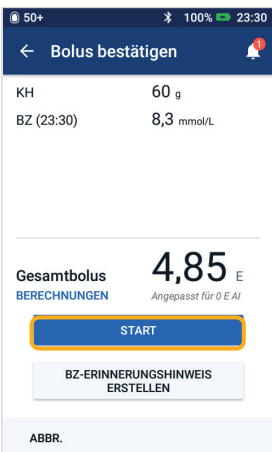 50+ 100% 23:30
Bolus bestätigen 1
KH 60 g
BZ (23:30) 8,3 mmol/L
Gesamtbolus 4,85 E
BERECHNUNGEN Angepasst für 0 E AI
START
BZ-ERINNERUNGSHINWEIS
ERSTELLEN
ABBR.